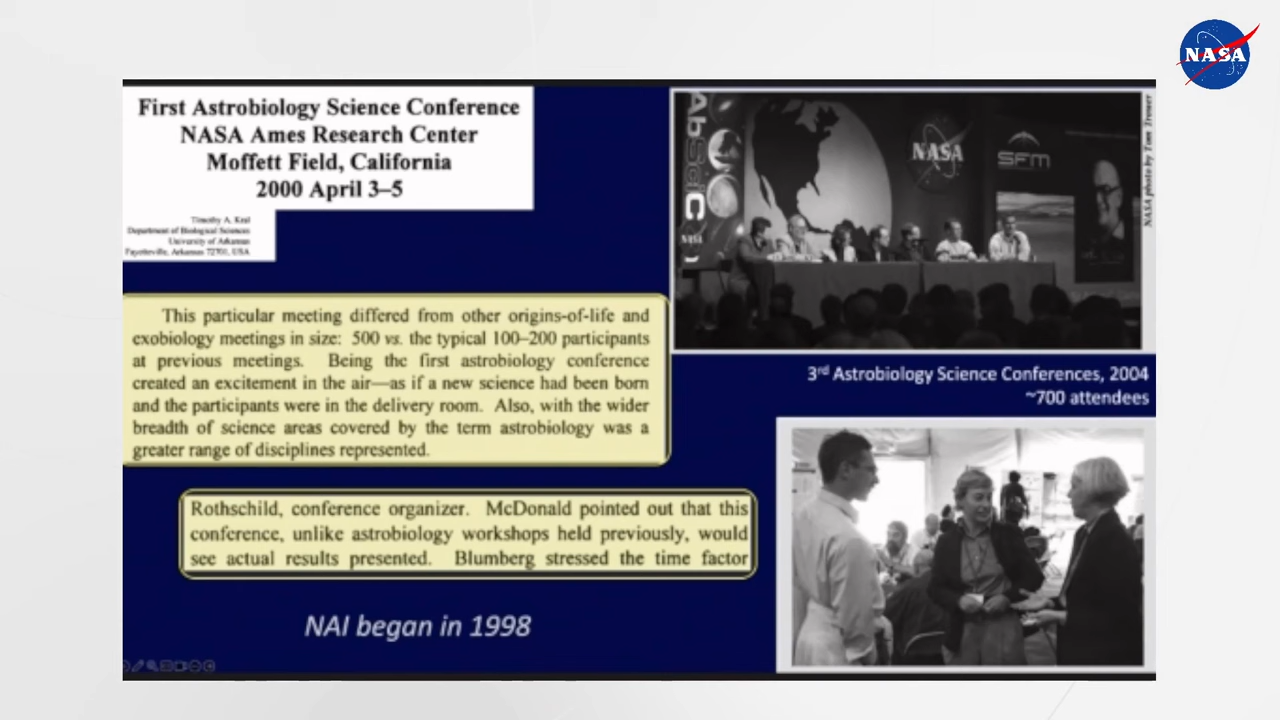 NASA
First Astrobiology Science Conference
NASA Ames Research Center
Moffett Field, California
2000 April 3–5
Timothy A. Kral
Department of Biological Sciences
University of Arkansas
Fayetteville, Arkansas 72701, USA
This particular meeting differed from other origins-of-life and
exobiology meetings in size: 500 vs. the typical 100–200 participants
at previous meetings. Being the first astrobiology conference
created an excitement in the air—as if a new science had been born
and the participants were in the delivery room. Also, with the wider
breadth of science areas covered by the term astrobiology was a
greater range of disciplines represented.
Rothschild, conference organizer. McDonald pointed out that this
conference, unlike astrobiology workshops held previously, would
see actual results presented. Blumberg stressed the time factor
NAI began in 1998
AbSciC
NASA
NASA
SFM
NASA photo by Tom Trower
3rd Astrobiology Science Conferences, 2004
~700 attendees